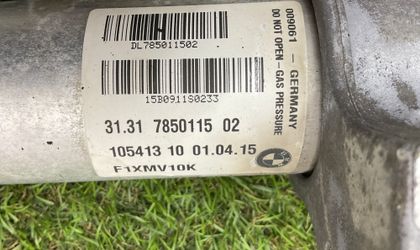 DL785011502
15B0911S0233
31.31 7850115 02
105413 10 01.04.15
F1XMV10K
009061 – GERMANY
DO NOT OPEN - GAS PRESSURE